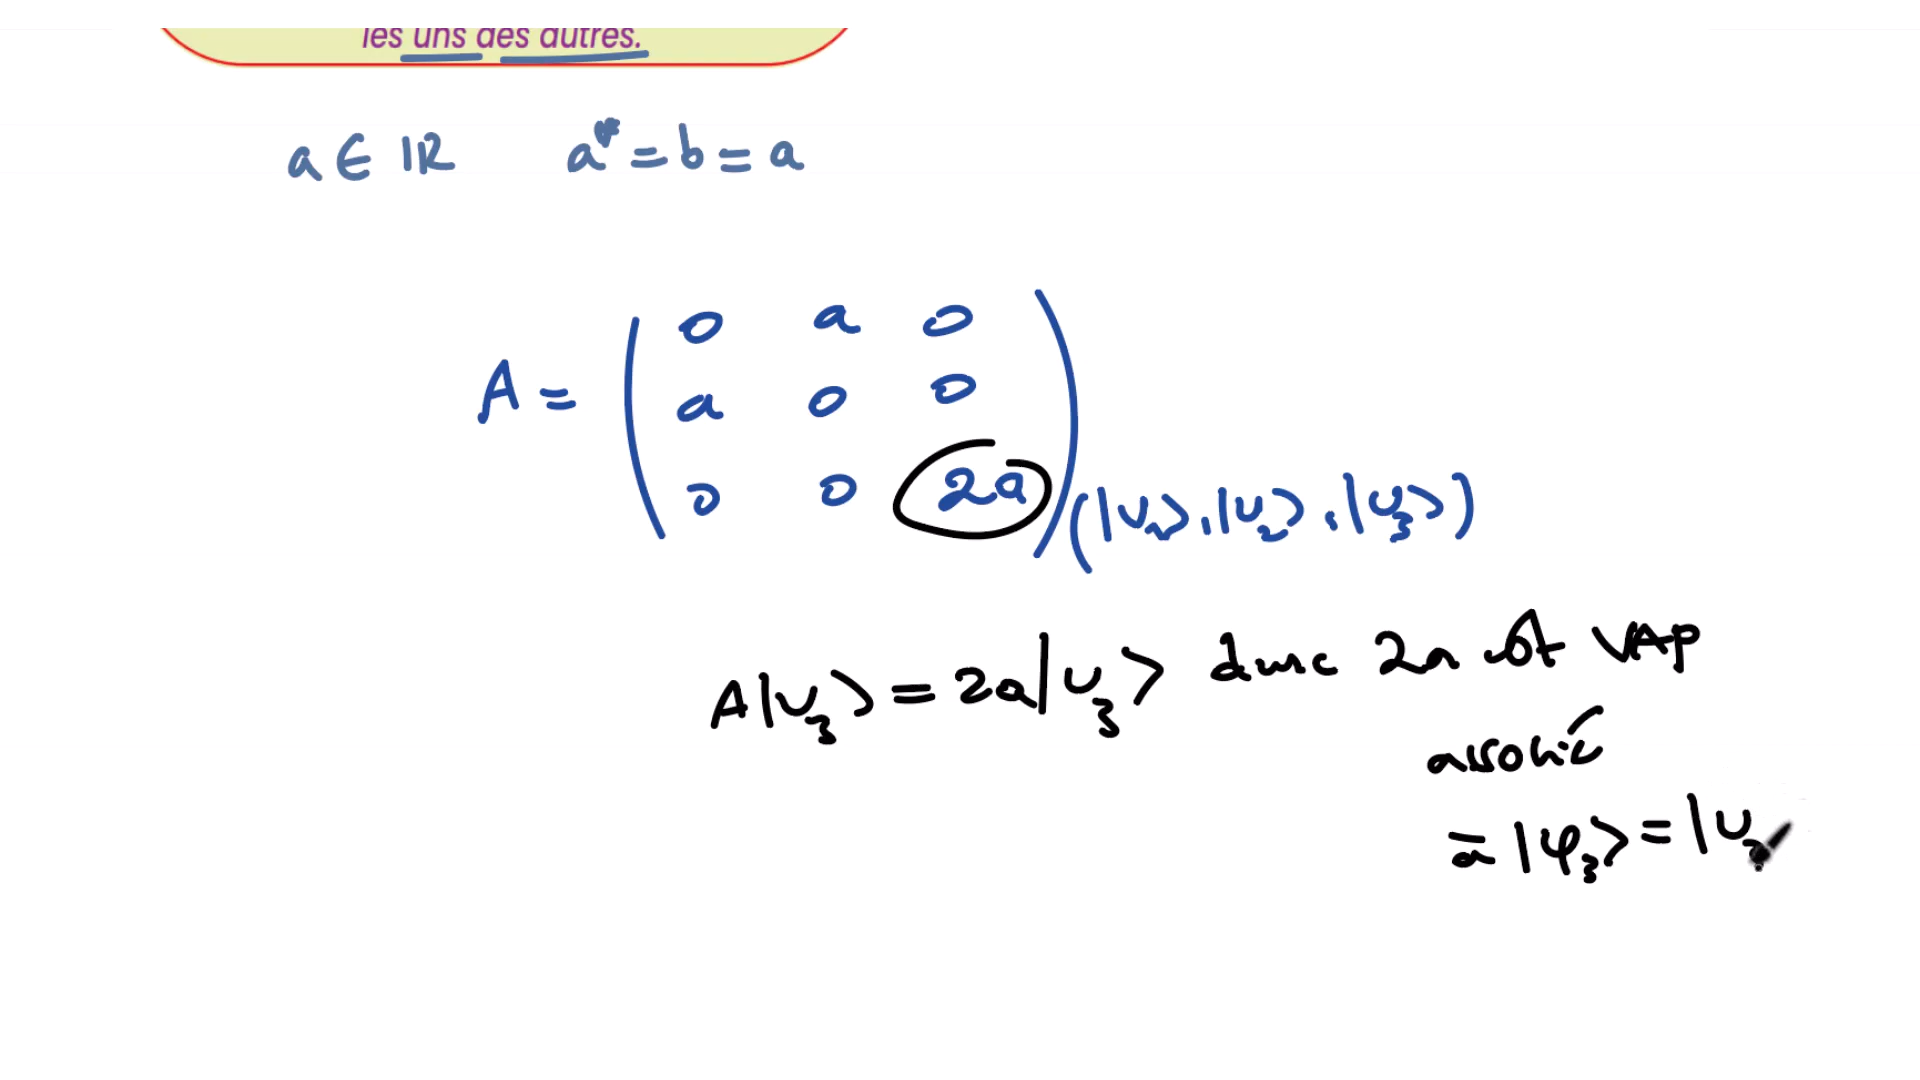 les uns des autres.
a ∈ ℝ a* = b = a
A = ( 0 a 0
a 0 0
0 0 2a ) (|u₁⟩, |u₂⟩, |u₃⟩)
A|u₃⟩ = 2a|u₃⟩ donc 2a est VAP
associé
à |φ₃⟩ = |u₃